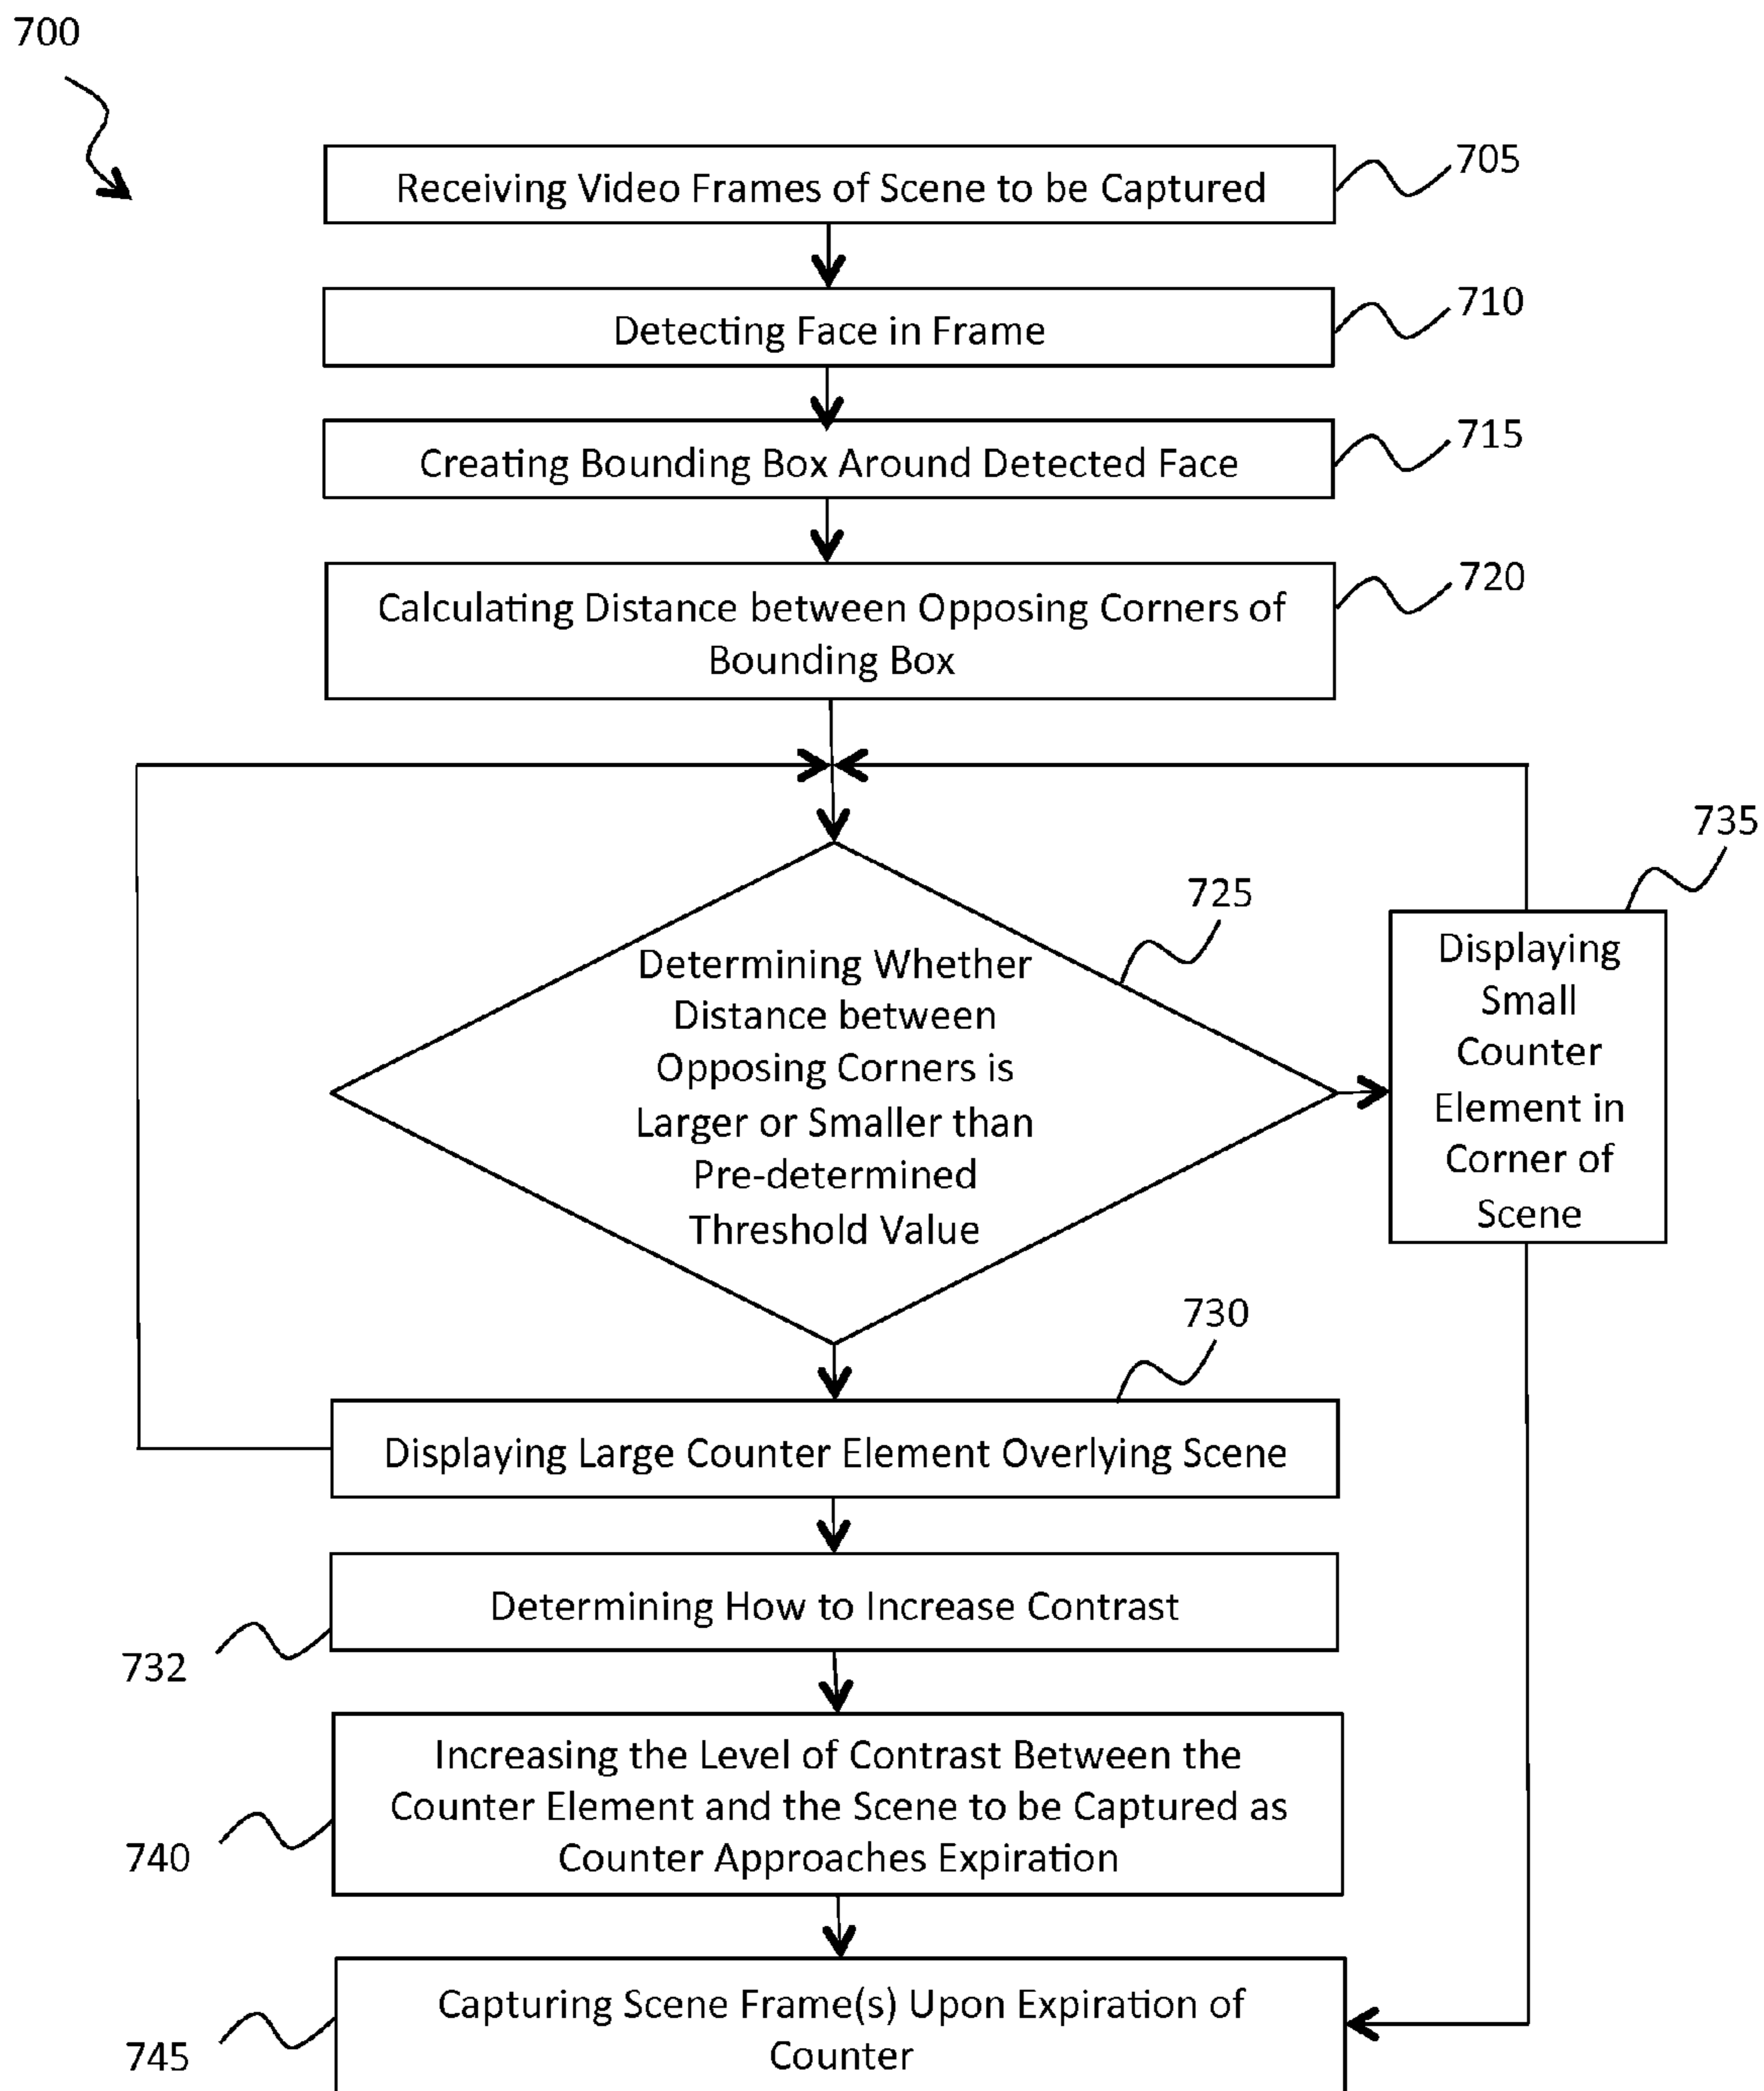 700
Receiving Video Frames of Scene to be Captured
705
Detecting Face in Frame
710
Creating Bounding Box Around Detected Face
715
Calculating Distance between Opposing Corners of
Bounding Box
720
Determining Whether
Distance between
Opposing Corners is
Larger or Smaller than
Pre-determined
Threshold Value
725
Displaying
Small
Counter
Element in
Corner of
Scene
735
Displaying Large Counter Element Overlying Scene
730
Determining How to Increase Contrast
732
Increasing the Level of Contrast Between the
Counter Element and the Scene to be Captured as
Counter Approaches Expiration
740
Capturing Scene Frame(s) Upon Expiration of
Counter
745